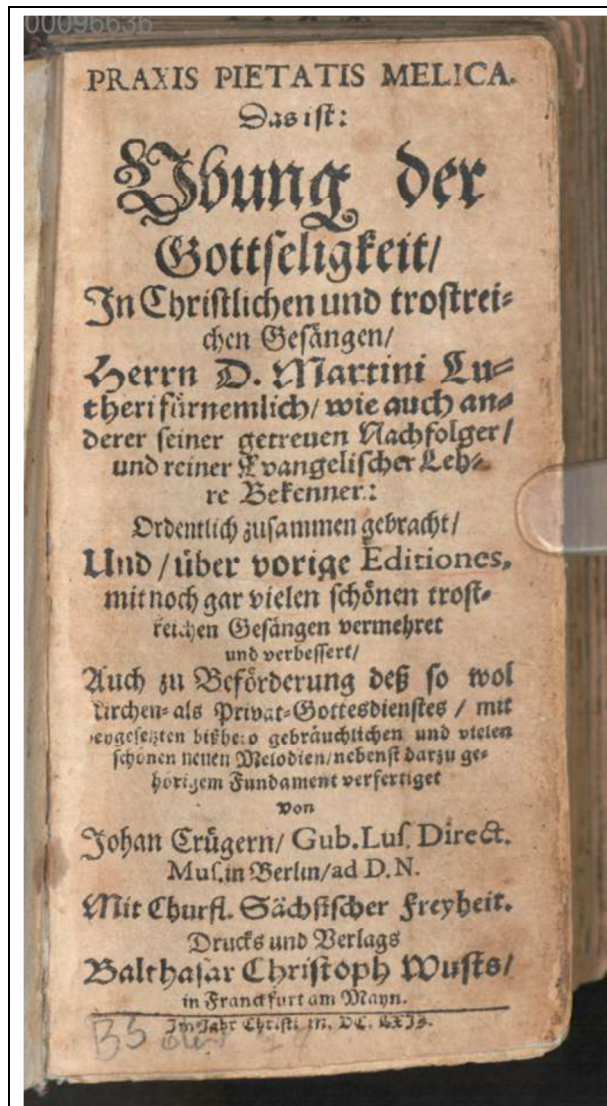 00096636
PRAXIS PIETATIS MELICA.
Das ist:
Übung der
Gottseligkeit/
In Christlichen und trostrei⸗
chen Gesängen/
Herrn D. Martini Lu⸗
theri fürnemlich/ wie auch an⸗
derer seiner getreuen Nachfolger/
und reiner Evangelischer Leh⸗
re Bekenner:
Ordentlich zusammen gebracht/
Und/ über vorige Editiones,
mit noch gar vielen schönen trost⸗
reichen Gesängen vermehret
und verbessert/
Auch zu Beförderung deß so wol
Kirchen⸗ als Privat⸗Gottesdienstes / mit
beygesetzten bißhero gebräuchlichen und vielen
schönen neuen Melodien/ nebenst darzu ge⸗
hörigem Fundament verfertiget
von
Johan Crügern/ Gub. Lus. Direct.
Mus. in Berlin/ ad D. N.
Mit Churfl. Sächsischer Freyheit.
Drucks und Verlags
Balthasar Christoph Wusts/
in Franckfurt am Mayn.
Im Jahr Christi M. DC.